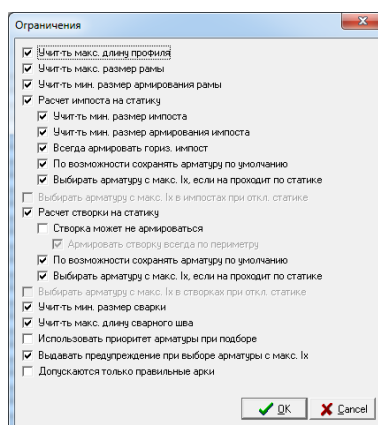 Ограничения
Учит-ть макс. длину профиля
Учит-ть макс. размер рамы
Учит-ть мин. размер армирования рамы
Расчет импоста на статику
Учит-ть мин. размер импоста
Учит-ть мин. размер армирования импоста
Всегда армировать гориз. импост
По возможности сохранять арматуру по умолчанию
Выбирать арматуру с макс. Ix, если на проходит по статике
Выбирать арматуру с макс. Ix в импостах при откл. статике
Расчет створки на статику
Створка может не армироваться
Армировать створку всегда по периметру
По возможности сохранять арматуру по умолчанию
Выбирать арматуру с макс. Ix, если на проходит по статике
Выбирать арматуру с макс. Ix в створках при откл. статике
Учит-ть мин. размер сварки
Учит-ть макс. длину сварного шва
Использовать приоритет арматуры при подборе
Выдавать предупреждение при выборе арматуры с макс. Ix
Допускаются только правильные арки
OK Cancel